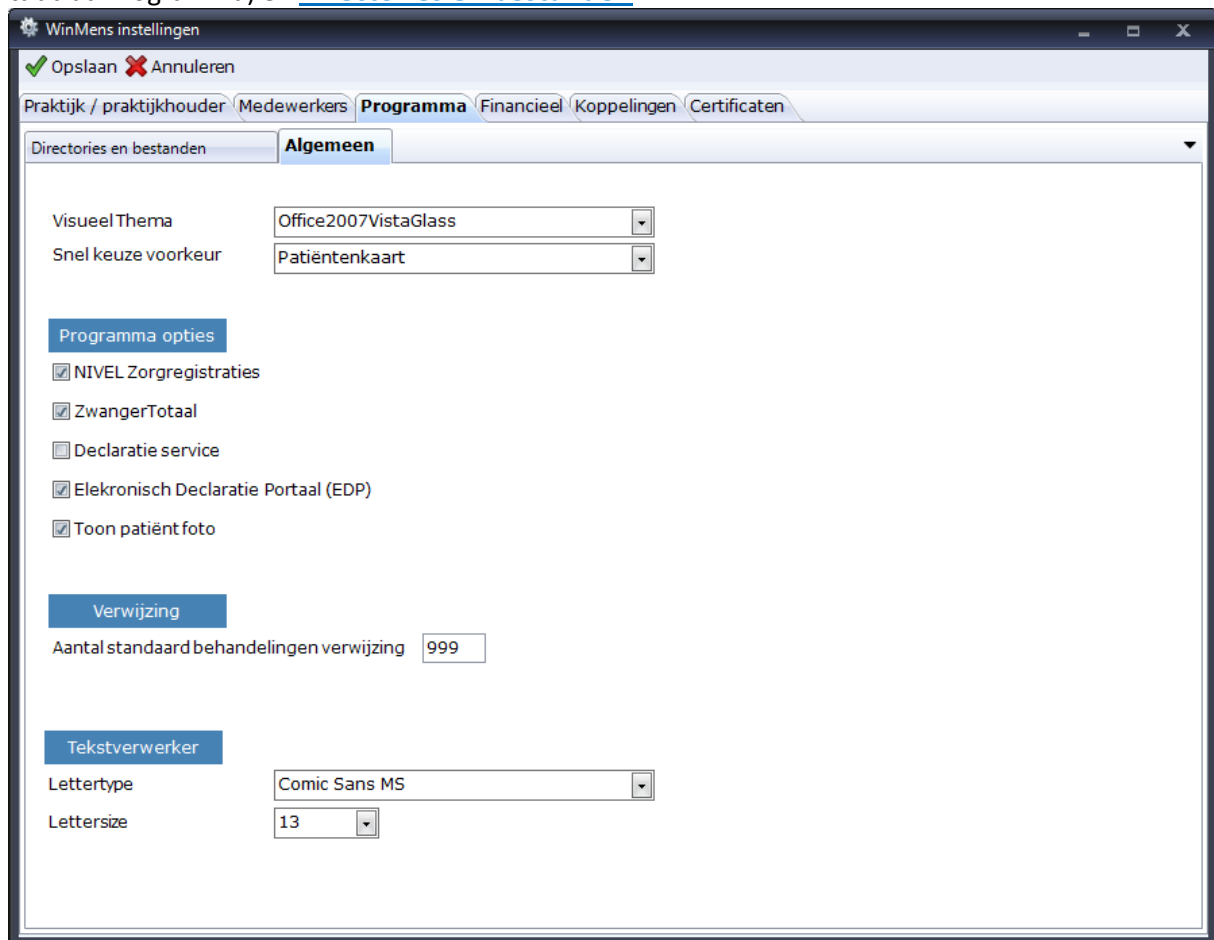 WinMens instellingen
Opslaan Annuleren
Praktijk / praktijkhouder Medewerkers Programma Financieel Koppelingen Certificaten
Directories en bestanden Algemeen
Visueel Thema Office2007VistaGlass
Snel keuze voorkeur Patiëntenkaart
Programma opties
NIVEL Zorgregistraties
ZwangerTotaal
Declaratie service
Elekronisch Declaratie Portaal (EDP)
Toon patiënt foto
Verwijzing
Aantal standaard behandelingen verwijzing 999
Tekstverwerker
Lettertype Comic Sans MS
Lettersize 13